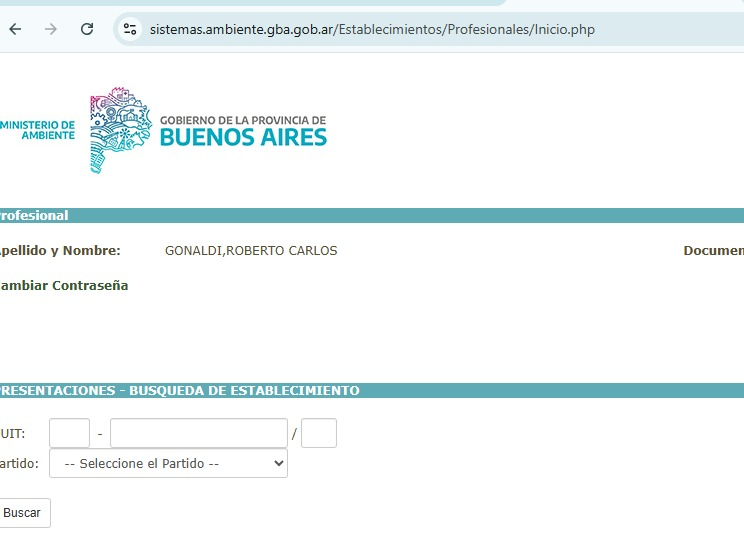 sistemas.ambiente.gba.gob.ar/Establecimientos/Profesionales/Inicio.php
MINISTERIO DE
AMBIENTE
GOBIERNO DE LA PROVINCIA DE
BUENOS AIRES
rofesional
pellido y Nombre: GONALDI,ROBERTO CARLOS Documen
ambiar Contraseña
RESENTACIONES - BUSQUEDA DE ESTABLECIMIENTO
UIT: - /
artido: -- Seleccione el Partido --
Buscar